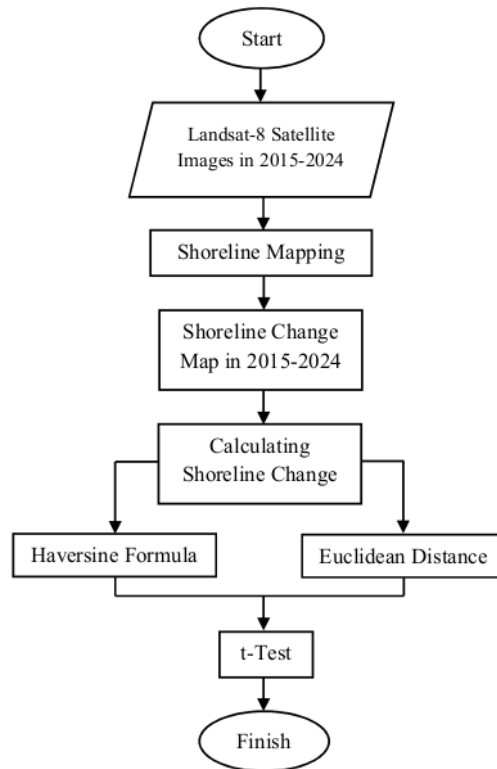 Start
Landsat-8 Satellite
Images in 2015-2024
Shoreline Mapping
Shoreline Change
Map in 2015-2024
Calculating
Shoreline Change
Haversine Formula
Euclidean Distance
t-Test
Finish